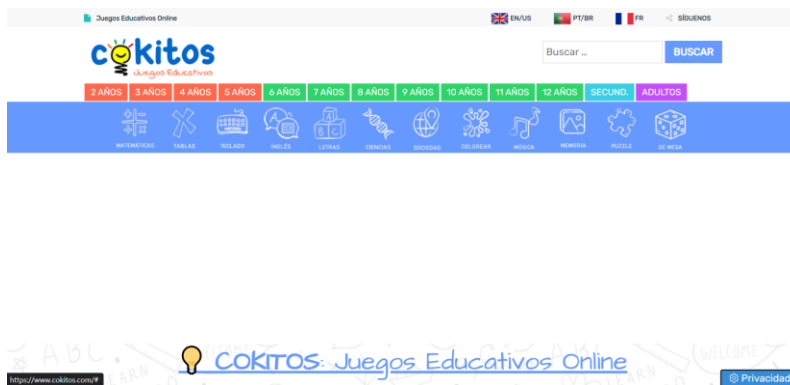 Juegos Educativos Online
EN/US PT/BR FR SÍGUENOS
cokitos
Juegos Educativos
Buscar ...
BUSCAR
2 AÑOS 3 AÑOS 4 AÑOS 5 AÑOS 6 AÑOS 7 AÑOS 8 AÑOS 9 AÑOS 10 AÑOS 11 AÑOS 12 AÑOS SECUND. ADULTOS
MATEMÁTICAS TABLAS TECLADO INGLÉS LETRAS CIENCIAS SOCIEDAD COLOREAR MÚSICA MEMORIA PUZZLE DE MESA
COKITOS: Juegos Educativos Online
https://www.cokitos.com/#
Privacidad